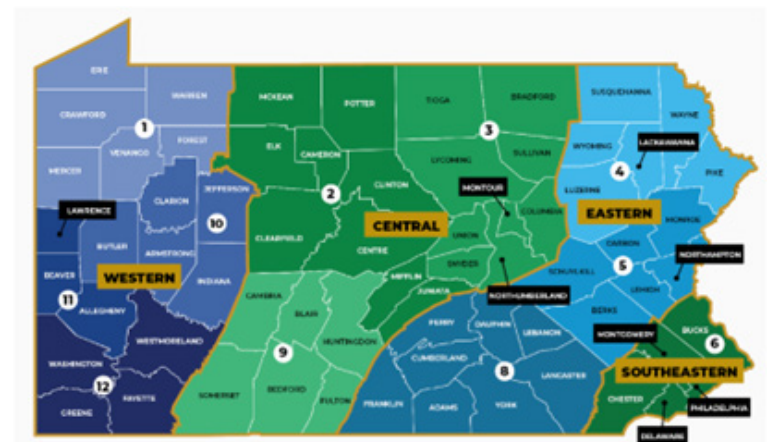 ERIE
WARREN
CRAWFORD
1
FOREST
VENANGO
MERCER
MCKEAN
POTTER
ELK
CAMERON
2
CLINTON
CLEARFIELD
CENTRE
MIFFLIN
JUNIATA
TIOGA
BRADFORD
3
LYCOMING
SULLIVAN
MONTOUR
COLUMBIA
UNION
SNYDER
NORTHUMBERLAND
CENTRAL
SUSQUEHANNA
WAYNE
WYOMING
LACKAWANNA
4
PIKE
LUZERNE
EASTERN
MONROE
CARBON
NORTHAMPTON
SCHUYLKILL
5
LEHIGH
BERKS
LAWRENCE
CLARION
JEFFERSON
10
BUTLER
ARMSTRONG
INDIANA
WESTERN
BEAVER
11
ALLEGHENY
WESTMORELAND
WASHINGTON
12
FAYETTE
GREENE
CAMBRIA
BLAIR
HUNTINGDON
9
SOMERSET
BEDFORD
FULTON
PERRY
DAUPHIN
LEBANON
CUMBERLAND
8
LANCASTER
FRANKLIN
ADAMS
YORK
MONTGOMERY
BUCKS
6
SOUTHEASTERN
CHESTER
PHILADELPHIA
DELAWARE